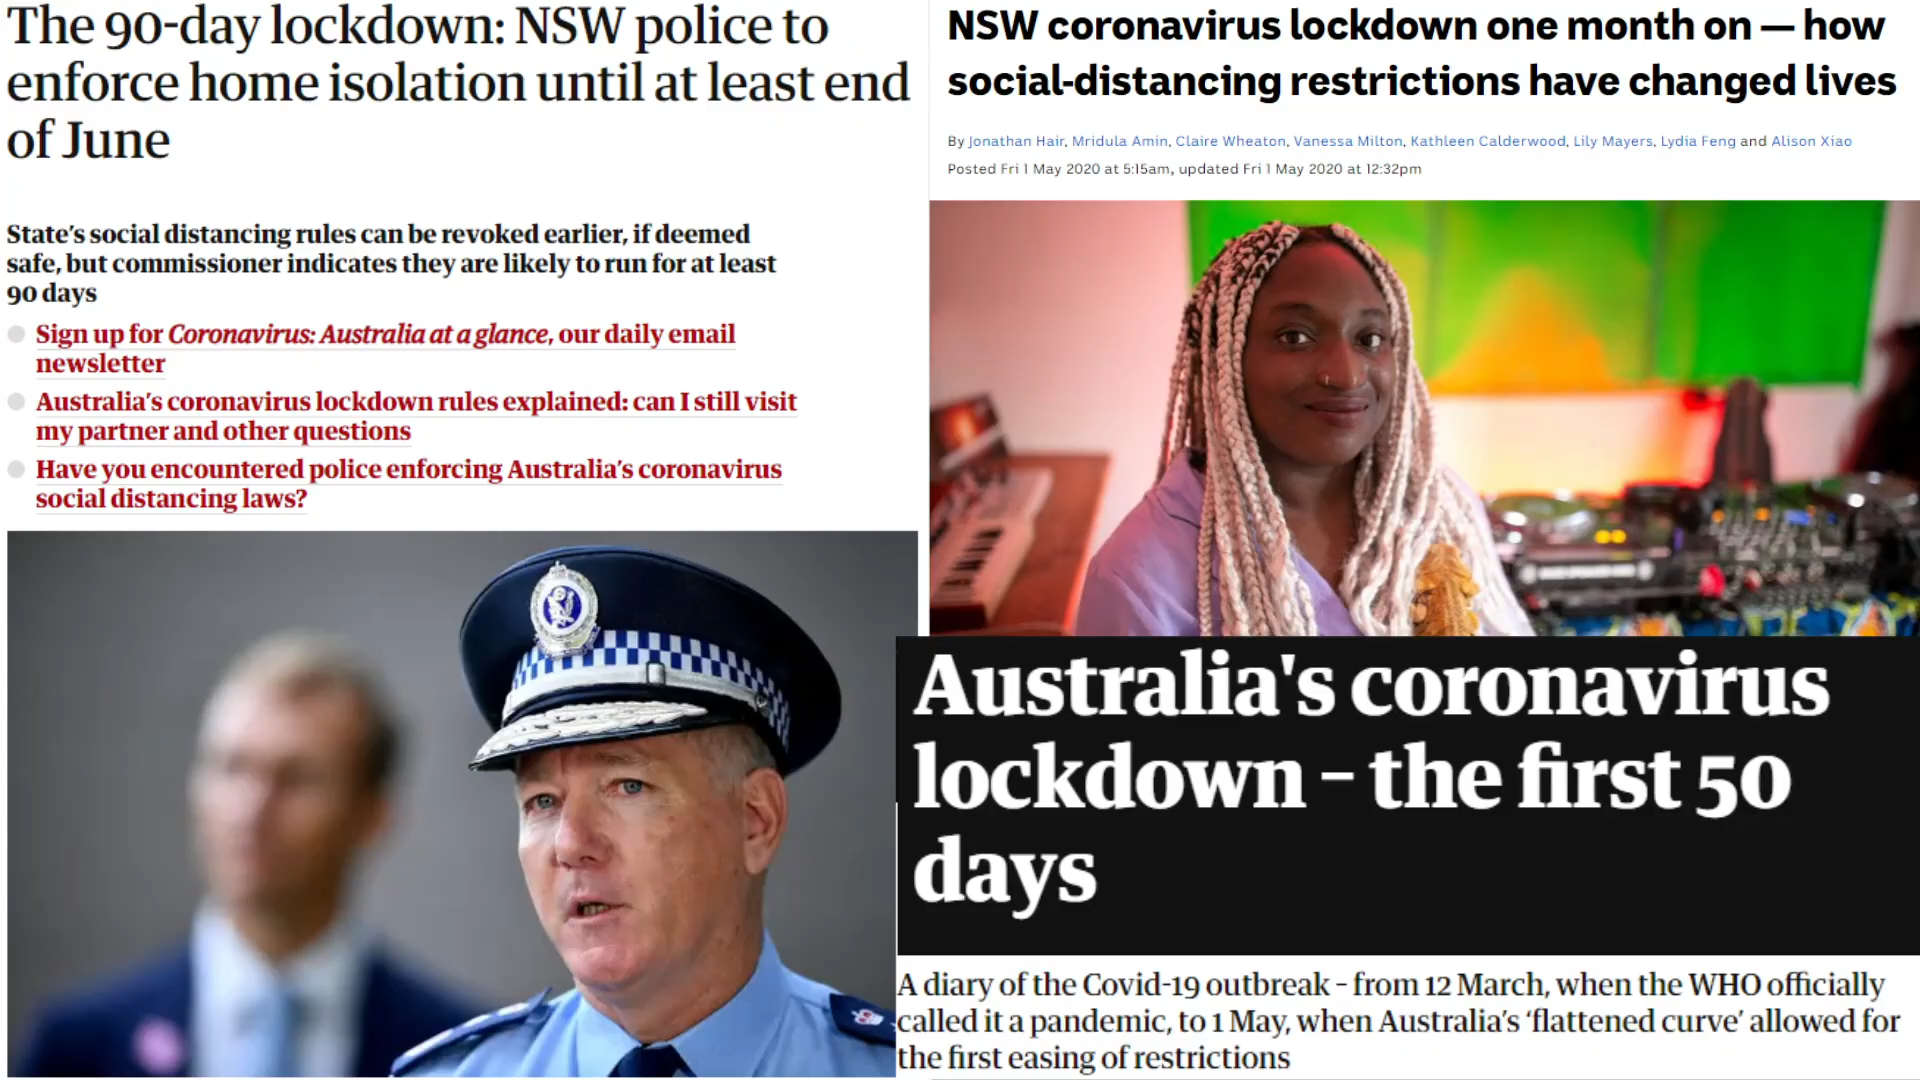 The 90-day lockdown: NSW police to
enforce home isolation until at least end
of June
State's social distancing rules can be revoked earlier, if deemed
safe, but commissioner indicates they are likely to run for at least
90 days
Sign up for Coronavirus: Australia at a glance, our daily email
newsletter
Australia's coronavirus lockdown rules explained: can I still visit
my partner and other questions
Have you encountered police enforcing Australia's coronavirus
social distancing laws?
NSW coronavirus lockdown one month on — how
social-distancing restrictions have changed lives
By Jonathan Hair, Mridula Amin, Claire Wheaton, Vanessa Milton, Kathleen Calderwood, Lily Mayers, Lydia Feng and Alison Xiao
Posted Fri 1 May 2020 at 5:15am, updated Fri 1 May 2020 at 12:32pm
Australia's coronavirus
lockdown – the first 50
days
A diary of the Covid-19 outbreak – from 12 March, when the WHO officially
called it a pandemic, to 1 May, when Australia's ‘flattened curve’ allowed for
the first easing of restrictions